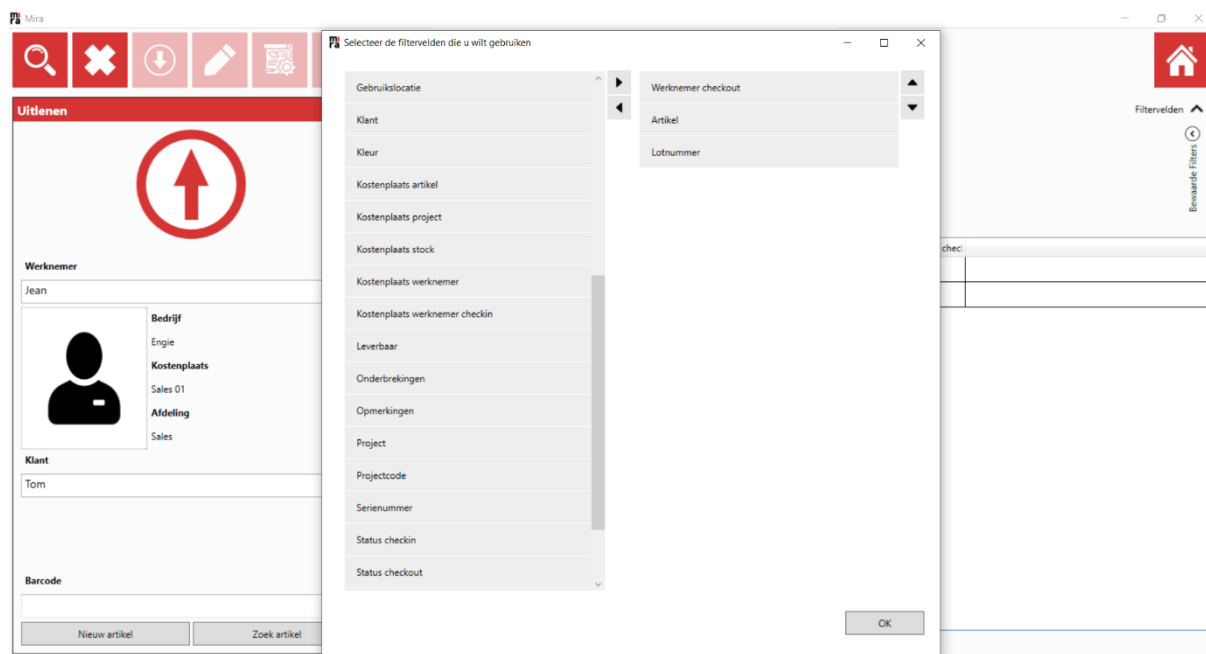 Mira
Selecteer de filtervelden die u wilt gebruiken
Uitlenen
Werknemer
Jean
Bedrijf
Engie
Kostenplaats
Sales 01
Afdeling
Sales
Klant
Tom
Barcode
Nieuw artikel
Zoek artikel
Gebruikslocatie
Klant
Kleur
Kostenplaats artikel
Kostenplaats project
Kostenplaats stock
Kostenplaats werknemer
Kostenplaats werknemer checkin
Leverbaar
Onderbrekingen
Opmerkingen
Project
Projectcode
Serienummer
Status checkin
Status checkout
Werknemer checkout
Artikel
Lotnummer
OK
Filtervelden
Bewaarde Filters
chec